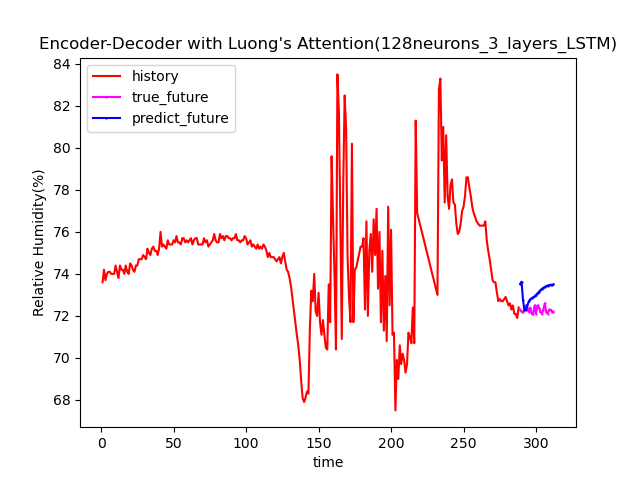 Encoder-Decoder with Luong's Attention(128neurons_3_layers_LSTM)
history
true_future
predict_future
Relative Humidity(%)
84
82
80
78
76
74
72
70
68
0 50 100 150 200 250 300
time